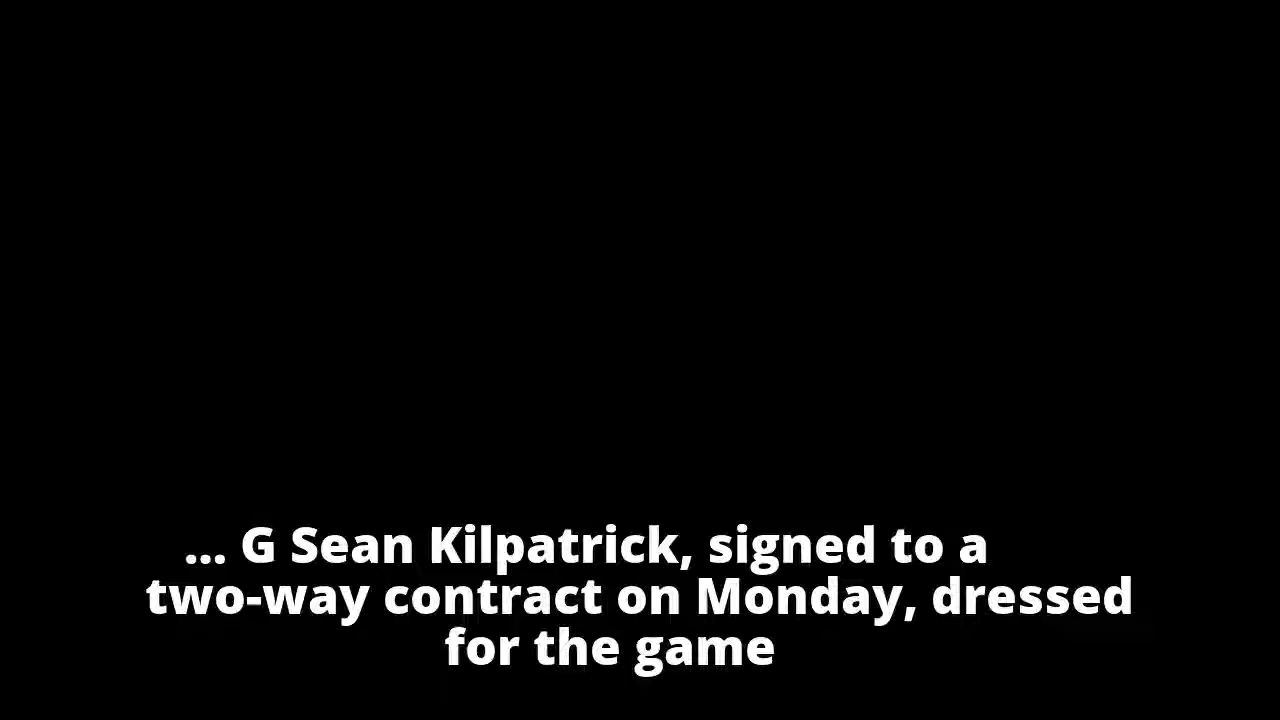 ... G Sean Kilpatrick, signed to a
two-way contract on Monday, dressed
for the game